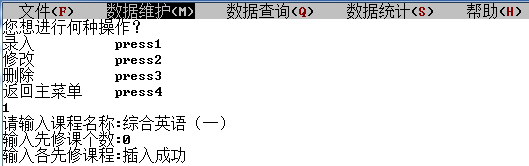 文件(F) 数据维护(M) 数据查询(Q) 数据统计(S) 帮助(H)
您想进行何种操作?
录入 press1
修改 press2
删除 press3
返回主菜单 press4
1
请输入课程名称:综合英语（一）
输入先修课个数:0
输入各先修课程:插入成功